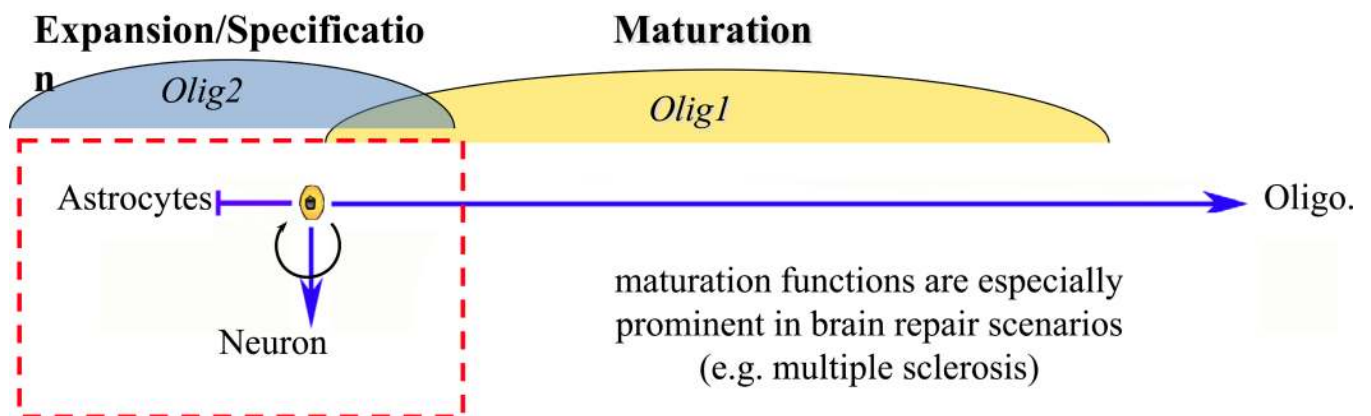 Expansion/Specificatio
n
Maturation
Olig2
Olig1
Astrocytes
Oligo.
Neuron
maturation functions are especially
prominent in brain repair scenarios
(e.g. multiple sclerosis)